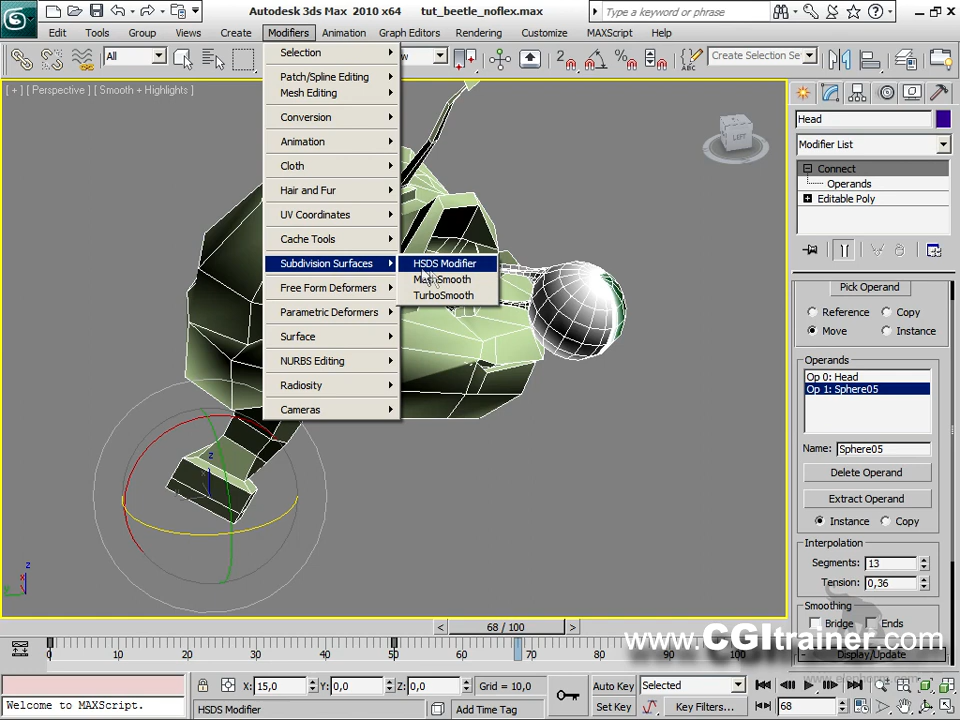 Autodesk 3ds Max 2010 x64 tut_beetle_noflex.max
Type a keyword or phrase
Edit Tools Group Views Create Modifiers Animation Graph Editors Rendering Customize MAXScript Help
All
Create Selection Se
[ + ] [ Perspective ] [ Smooth + Highlights ]
Selection
Patch/Spline Editing
Mesh Editing
Conversion
Animation
Cloth
Hair and Fur
UV Coordinates
Cache Tools
Subdivision Surfaces
Free Form Deformers
Parametric Deformers
Surface
NURBS Editing
Radiosity
Cameras
HSDS Modifier
MeshSmooth
TurboSmooth
LEFT
Head
Modifier List
Connect
Operands
Editable Poly
Pick Operand
Reference Copy
Move Instance
Operands
Op 0: Head
Op 1: Sphere05
Name: Sphere05
Delete Operand
Extract Operand
Instance Copy
Interpolation
Segments: 13
Tension: 0,36
Smoothing
Bridge Ends
Display/Update
z
x
y
z
68 / 100
0 10 20 30 40 50 60 70 80 90 100
www.CGItrainer.com
X: 15,0 Y: 0,0 Z: 0,0 Grid = 10,0
Auto Key Selected
Set Key Key Filters...
68
Welcome to MAXScript.
HSDS Modifier
Add Time Tag